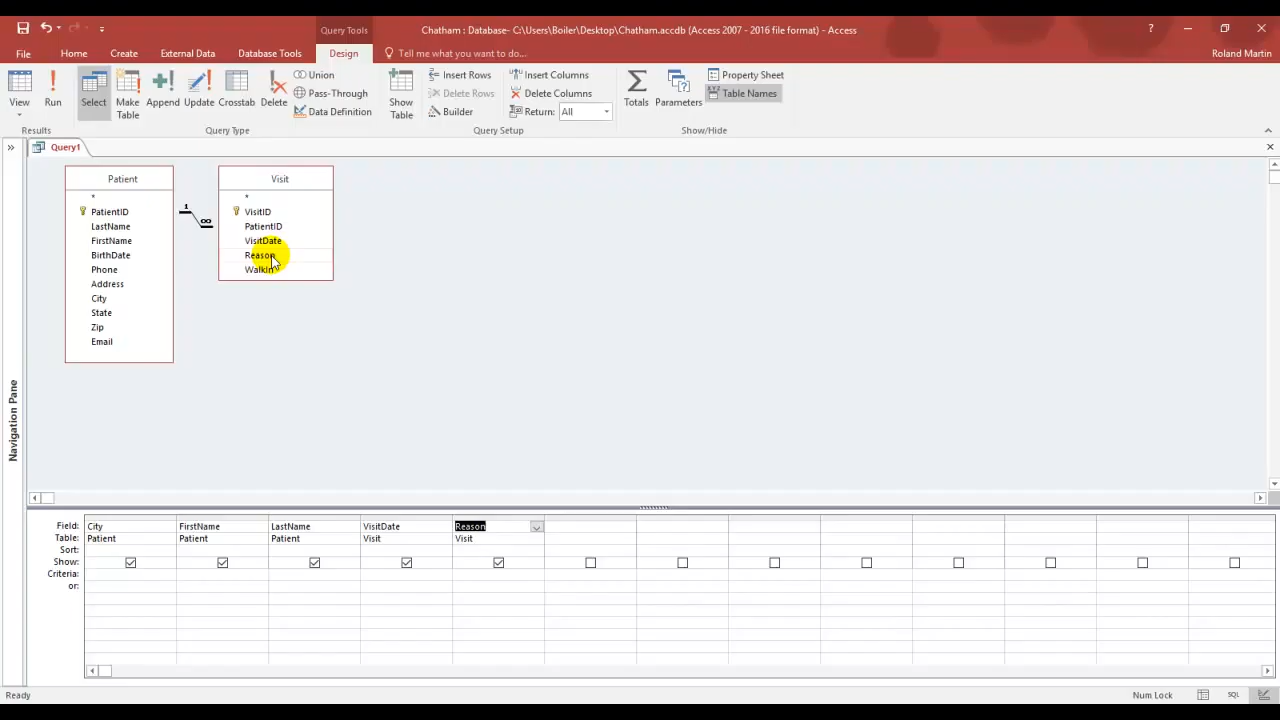 Query Tools
Chatham : Database- C:\Users\Boiler\Desktop\Chatham.accdb (Access 2007 - 2016 file format) - Access
?
File Home Create External Data Database Tools Design Tell me what you want to do... Roland Martin
View
Run
Select
Make Table
Append
Update
Crosstab
Delete
Union
Pass-Through
Data Definition
Show Table
Insert Rows
Delete Rows
Builder
Insert Columns
Delete Columns
Return: All
Totals
Parameters
Property Sheet
XYZ Table Names
Results Query Type Query Setup Show/Hide
Query1
Navigation Pane
Patient
*
PatientID
LastName
FirstName
BirthDate
Phone
Address
City
State
Zip
Email
1
∞
Visit
*
VisitID
PatientID
VisitDate
Reason
WalkIn
Field: City FirstName LastName VisitDate Reason
Table: Patient Patient Patient Visit Visit
Sort:
Show:
Criteria:
or:
Ready Num Lock SQL